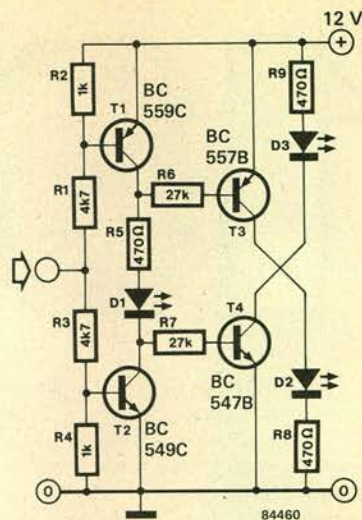 12 V
+
R2
1k
BC
559C
T1
R9
470Ω
BC
557B
D3
R1
4k7
R6
27k
R5
470Ω
T3
D1
R7
27k
T4
R3
4k7
BC
547B
D2
R4
1k
T2
BC
549C
R8
470Ω
0
0
84460